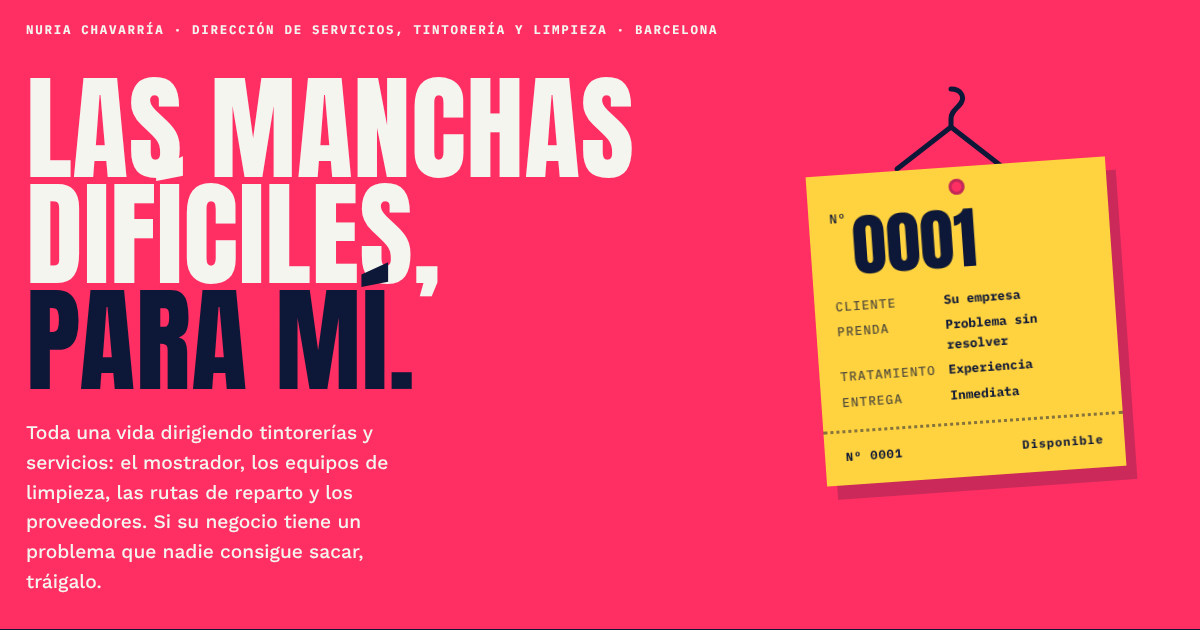 NURIA CHAVARRÍA · DIRECCIÓN DE SERVICIOS, TINTORERÍA Y LIMPIEZA · BARCELONA
LAS MANCHAS
DIFÍCILES,
PARA MÍ.
Toda una vida dirigiendo tintorerías y
servicios: el mostrador, los equipos de
limpieza, las rutas de reparto y los
proveedores. Si su negocio tiene un
problema que nadie consigue sacar,
tráigalo.
Nº 0001
CLIENTE Su empresa
PRENDA Problema sin
resolver
TRATAMIENTO Experiencia
ENTREGA Inmediata
Nº 0001 Disponible